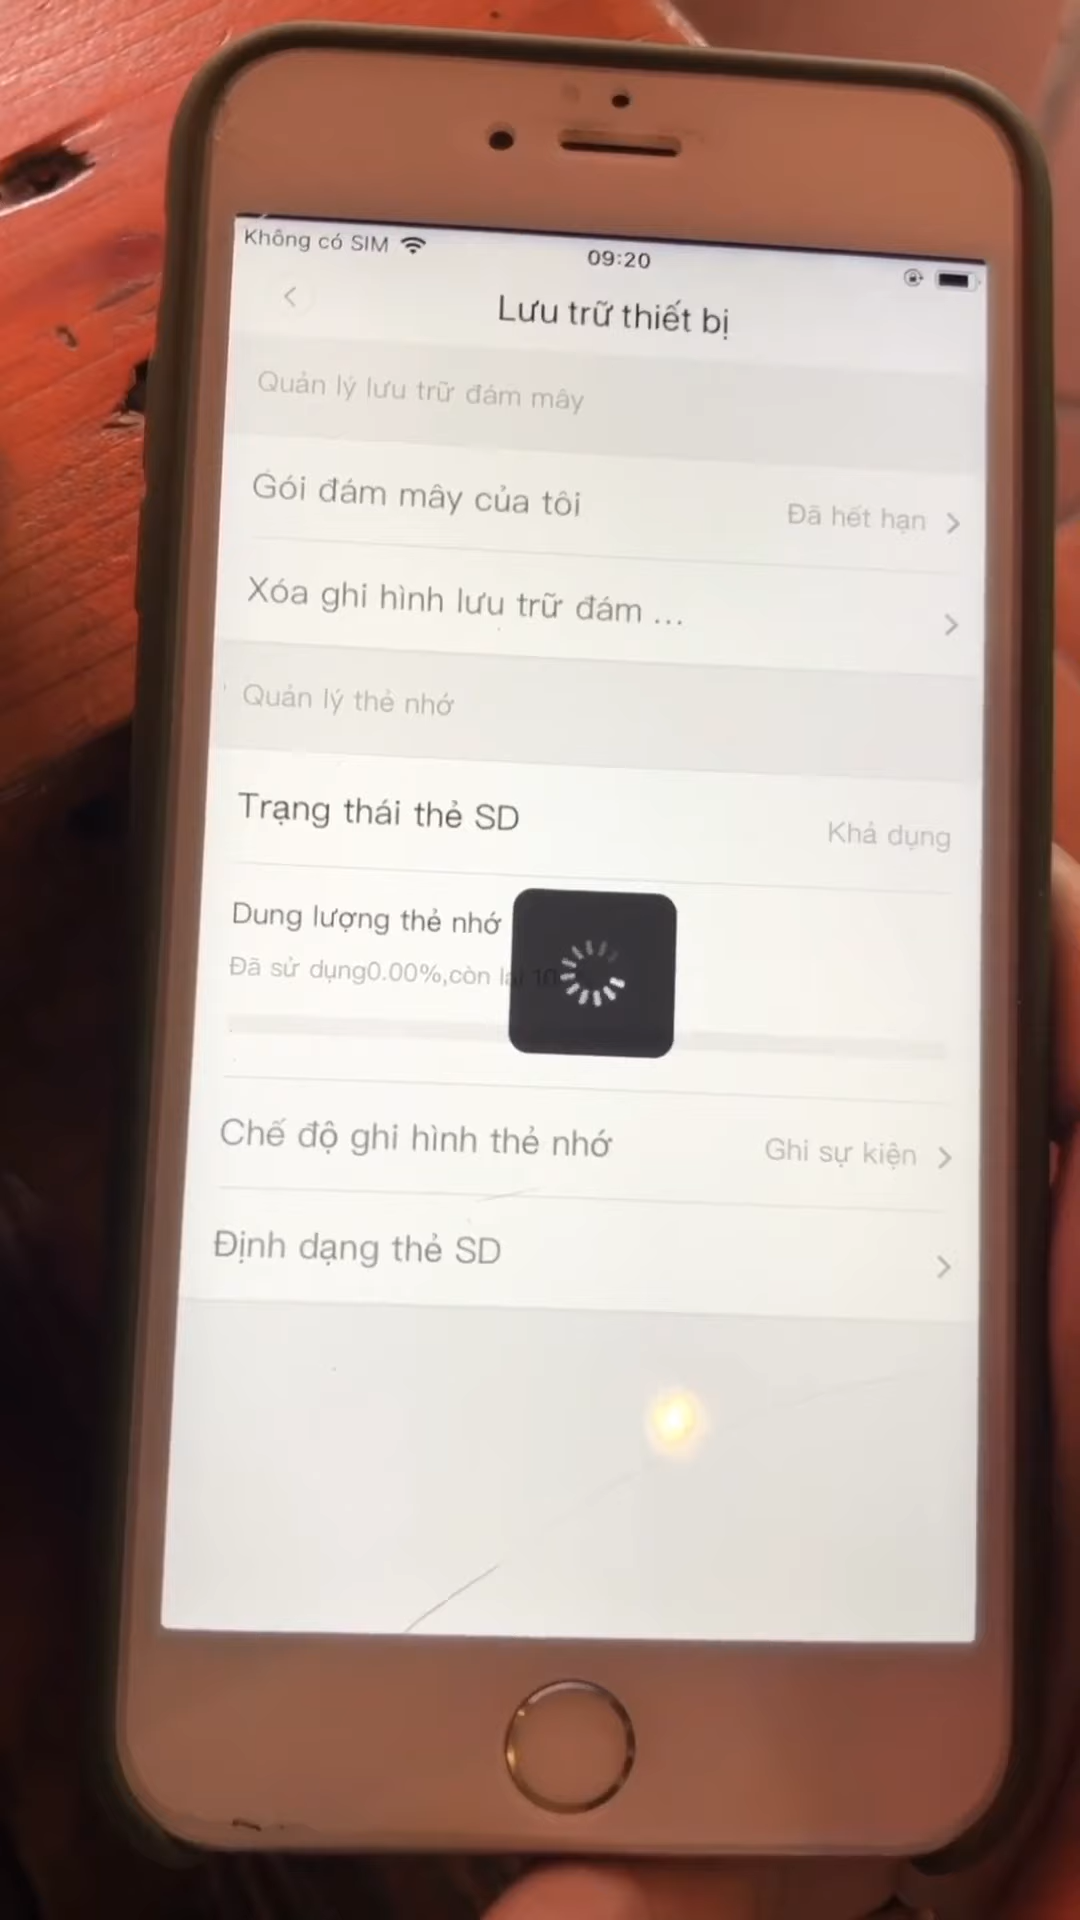 Không có SIM
09:20
Lưu trữ thiết bị
Quản lý lưu trữ đám mây
Gói đám mây của tôi
Đã hết hạn
Xóa ghi hình lưu trữ đám ...
Quản lý thẻ nhớ
Trạng thái thẻ SD
Khả dụng
Dung lượng thẻ nhớ
Đã sử dụng0.00%,còn lại
Chế độ ghi hình thẻ nhớ
Ghi sự kiện
Định dạng thẻ SD